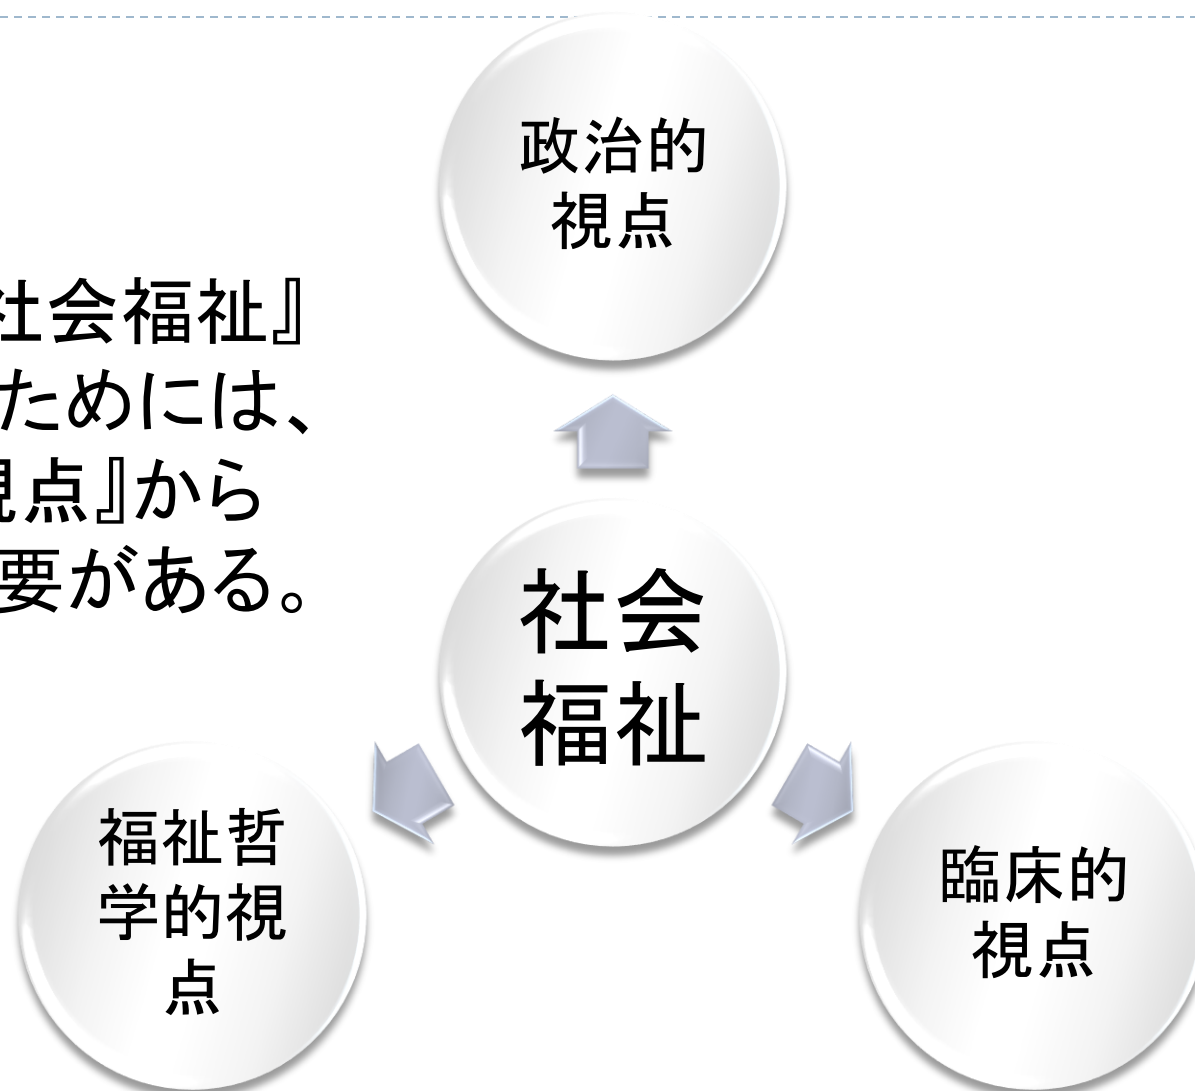 政治的
視点
社会福祉』
ためには、
視点』から
要がある。
社会
福祉
福祉哲
学的視
点
臨床的
視点